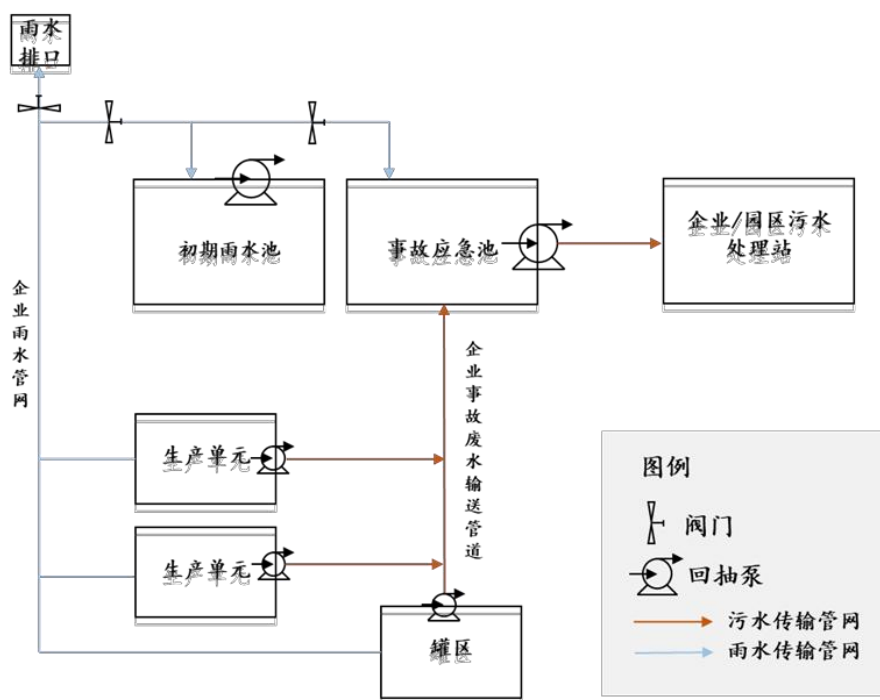 雨水
排口
初期雨水池
事故应急池
企业/园区污水
处理站
企业雨水管网
企业事故废水输送管道
生产单元
生产单元
罐区
图例
阀门
回抽泵
污水传输管网
雨水传输管网